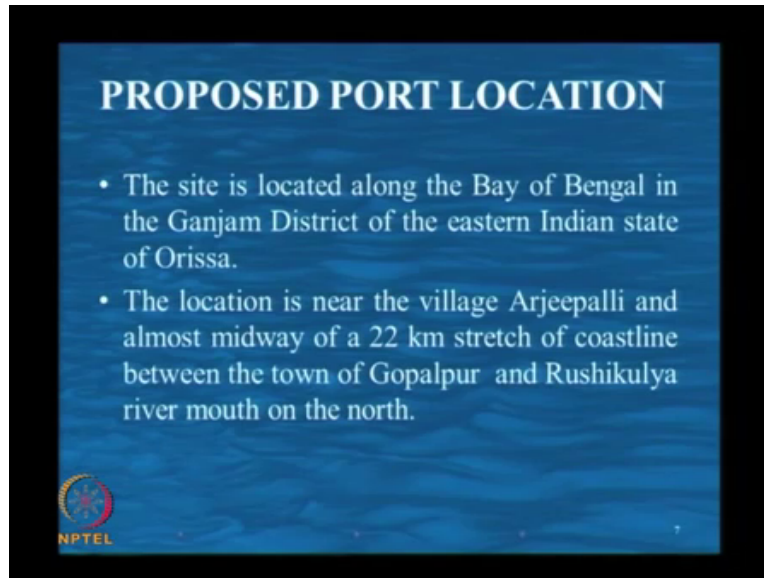 PROPOSED PORT LOCATION
• The site is located along the Bay of Bengal in
the Ganjam District of the eastern Indian state
of Orissa.
• The location is near the village Arjeepalli and
almost midway of a 22 km stretch of coastline
between the town of Gopalpur and Rushikulya
river mouth on the north.
NPTEL
7